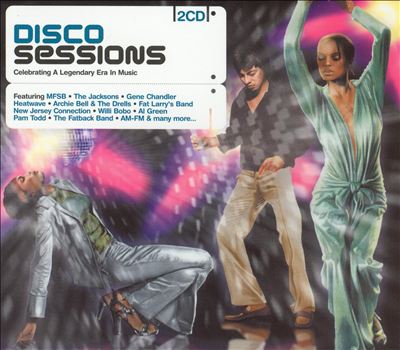 DISCO
sessions
2CD
Celebrating A Legendary Era In Music
Featuring MFSB • The Jacksons • Gene Chandler
Heatwave • Archie Bell & The Drells • Fat Larry's Band
New Jersey Connection • Willi Bobo • Al Green
Pam Todd • The Fatback Band • AM-FM & many more...